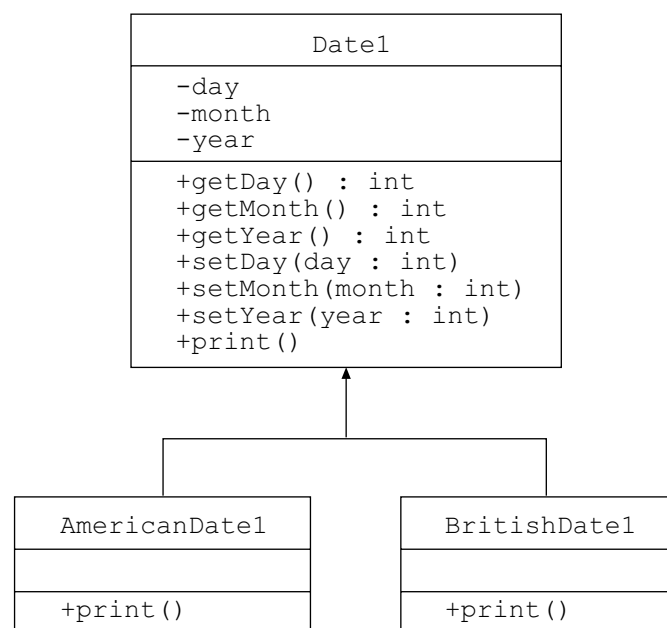 Date1
-day
-month
-year
+getDay() : int
+getMonth() : int
+getYear() : int
+setDay(day : int)
+setMonth(month : int)
+setYear(year : int)
+print()
AmericanDate1
+print()
BritishDate1
+print()